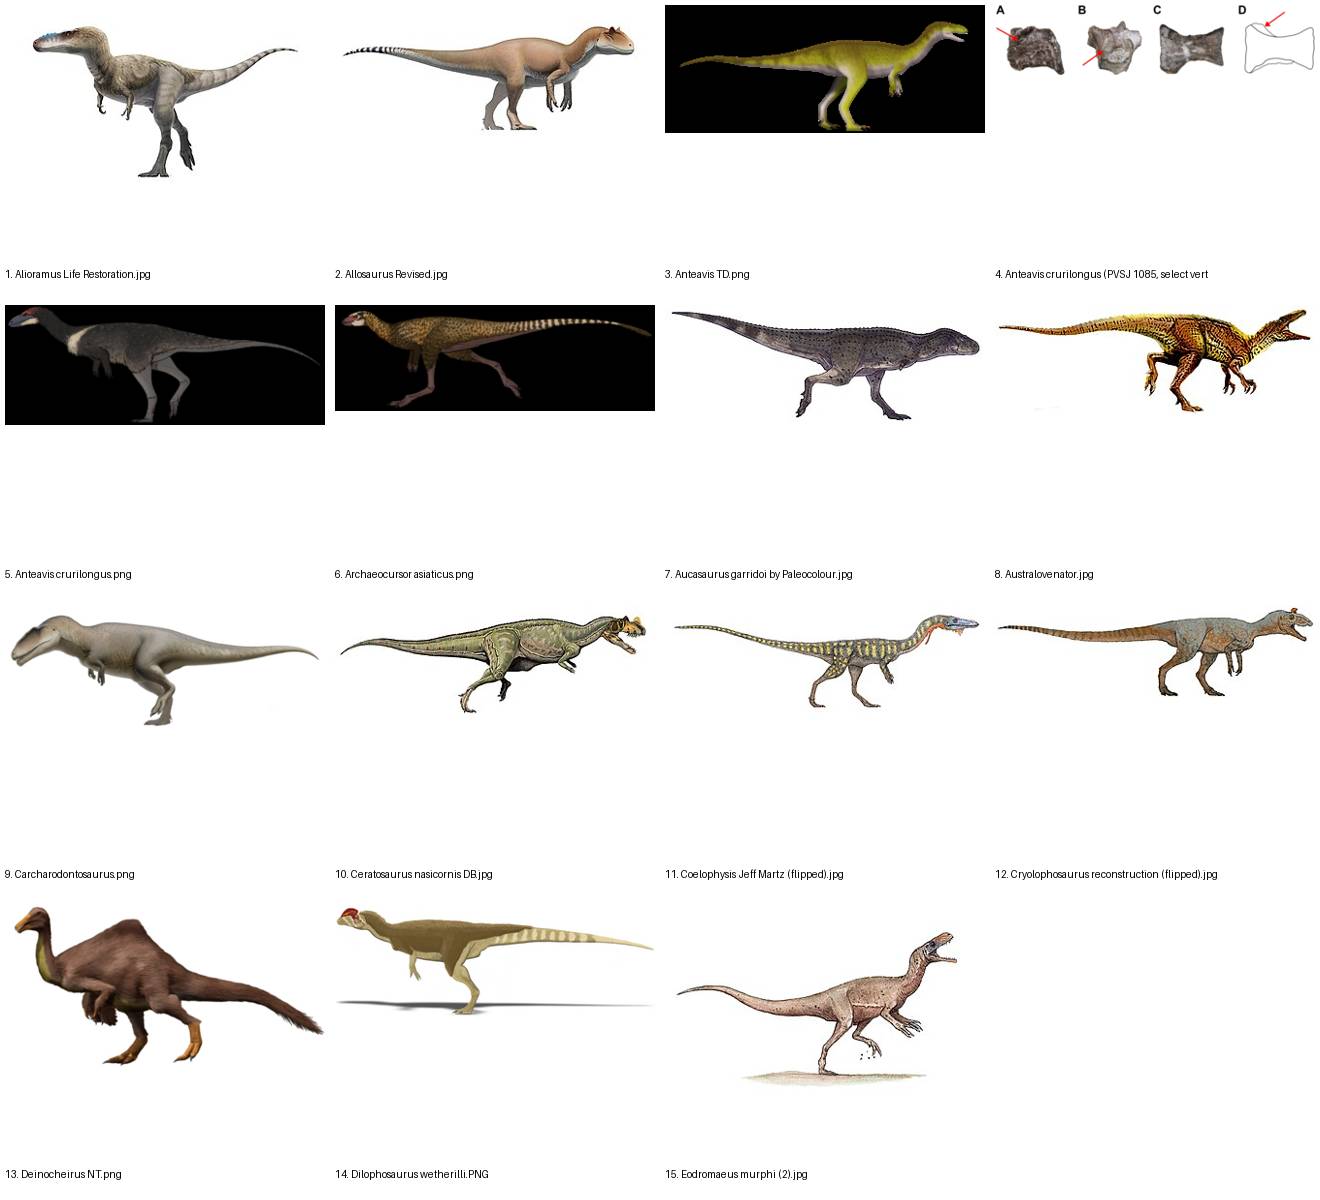 A B C D
1. Alioramus Life Restoration.jpg
2. Allosaurus Revised.jpg
3. Anteavis TD.png
4. Anteavis crurilongus (PVSJ 1085, select vert
5. Anteavis crurilongus.png
6. Archaeocursor asiaticus.png
7. Aucasaurus garridoi by Paleocolour.jpg
8. Australovenator.jpg
9. Carcharodontosaurus.png
10. Ceratosaurus nasicornis DB.jpg
11. Coelophysis Jeff Martz (flipped).jpg
12. Cryolophosaurus reconstruction (flipped).jpg
13. Deinocheirus NT.png
14. Dilophosaurus wetherilli.PNG
15. Eodromaeus murphi (2).jpg